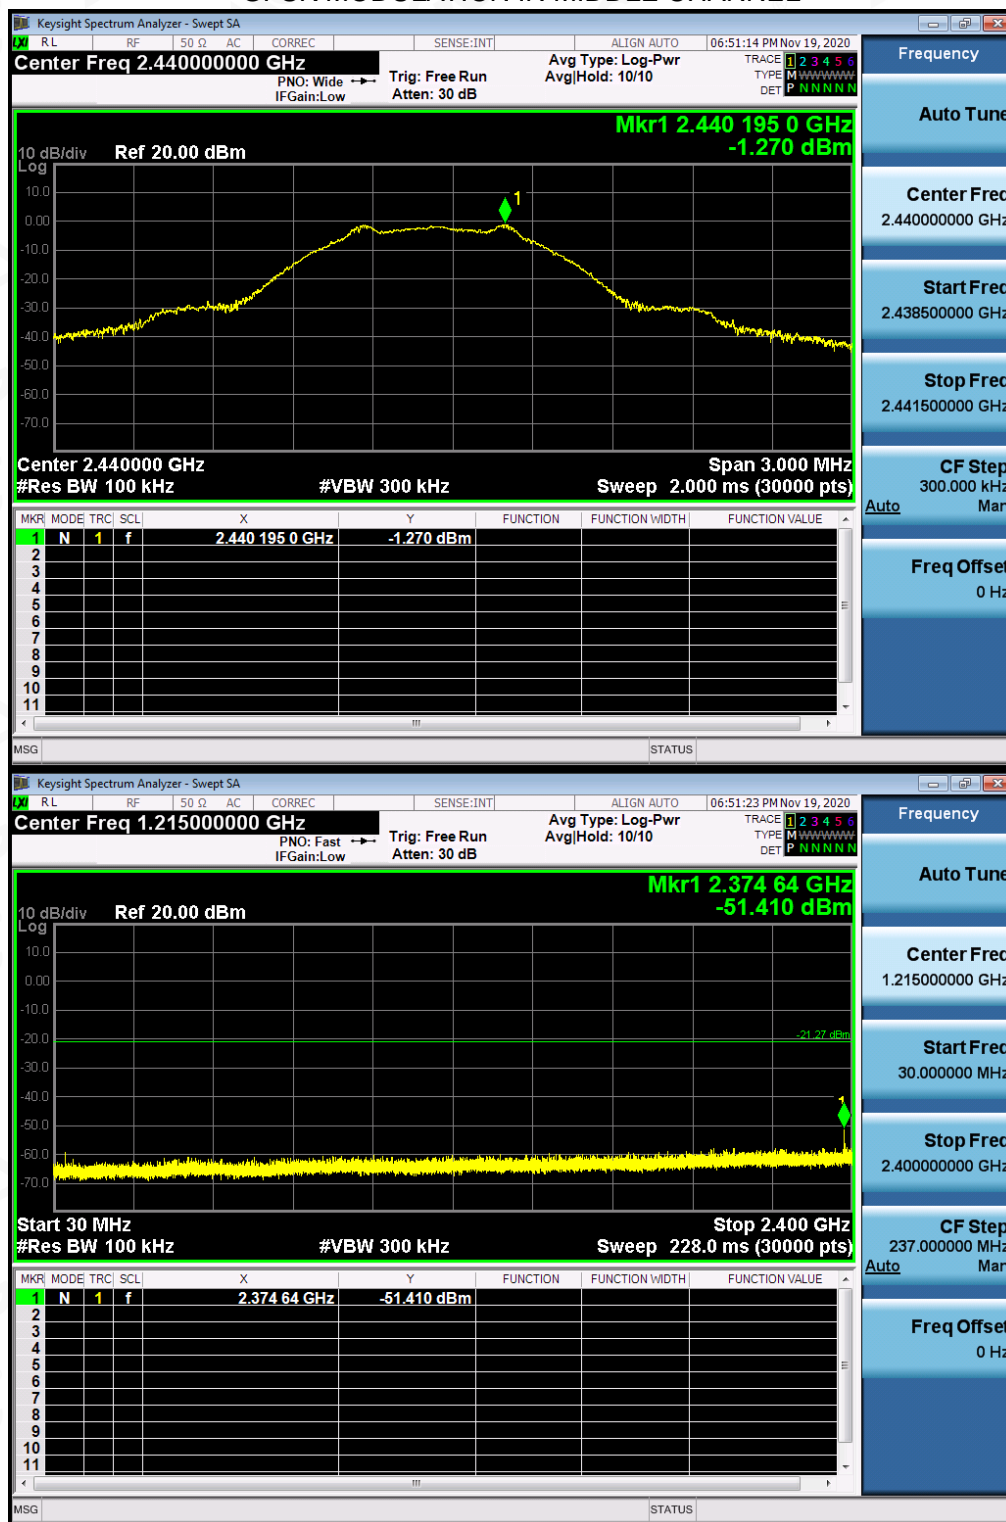 MODULATION IN MIDDLE CHANNEL
Keysight Spectrum Analyzer - Swept SA
LXI RL RF 50 Ω AC CORREC SENSE:INT ALIGN AUTO 06:51:14 PM Nov 19, 2020
Center Freq 2.440000000 GHz
PNO: Wide
IFGain:Low
Trig: Free Run
Atten: 30 dB
Avg Type: Log-Pwr
Avg|Hold: 10/10
TRACE 1 2 3 4 5 6
TYPE M WWWWW
DET P N N N N N
Frequency
Mkr1 2.440 195 0 GHz
-1.270 dBm
10 dB/div Ref 20.00 dBm
Log
10.0
0.00
-10.0
-20.0
-30.0
-40.0
-50.0
-60.0
-70.0
1
Center 2.440000 GHz Span 3.000 MHz
#Res BW 100 kHz #VBW 300 kHz Sweep 2.000 ms (30000 pts)
MKR MODE TRC SCL X Y FUNCTION FUNCTION WIDTH FUNCTION VALUE
1 N 1 f 2.440 195 0 GHz -1.270 dBm
2
3
4
5
6
7
8
9
10
11
MSG STATUS
Auto Tune
Center Freq
2.440000000 GHz
Start Freq
2.438500000 GHz
Stop Freq
2.441500000 GHz
CF Step
300.000 kHz
Auto Man
Freq Offset
0 Hz
Keysight Spectrum Analyzer - Swept SA
LXI RL RF 50 Ω AC CORREC SENSE:INT ALIGN AUTO 06:51:23 PM Nov 19, 2020
Center Freq 1.215000000 GHz
PNO: Fast
IFGain:Low
Trig: Free Run
Atten: 30 dB
Avg Type: Log-Pwr
Avg|Hold: 10/10
TRACE 1 2 3 4 5 6
TYPE M WWWWW
DET P N N N N N
Frequency
Mkr1 2.374 64 GHz
-51.410 dBm
10 dB/div Ref 20.00 dBm
Log
10.0
0.00
-10.0
-20.0
-30.0
-40.0
-50.0
-60.0
-70.0
-21.27 dBm
1
Start 30 MHz Stop 2.400 GHz
#Res BW 100 kHz #VBW 300 kHz Sweep 228.0 ms (30000 pts)
MKR MODE TRC SCL X Y FUNCTION FUNCTION WIDTH FUNCTION VALUE
1 N 1 f 2.374 64 GHz -51.410 dBm
2
3
4
5
6
7
8
9
10
11
MSG STATUS
Auto Tune
Center Freq
1.215000000 GHz
Start Freq
30.000000 MHz
Stop Freq
2.400000000 GHz
CF Step
237.000000 MHz
Auto Man
Freq Offset
0 Hz